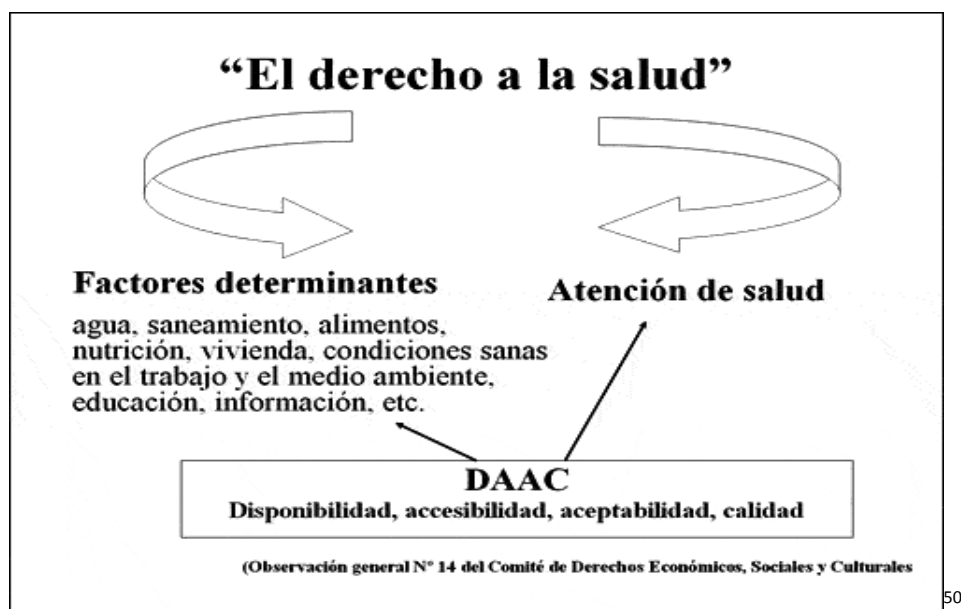 “El derecho a la salud”
Factores determinantes
agua, saneamiento, alimentos,
nutrición, vivienda, condiciones sanas
en el trabajo y el medio ambiente,
educación, información, etc.
Atención de salud
DAAC
Disponibilidad, accesibilidad, aceptabilidad, calidad
(Observación general Nº 14 del Comité de Derechos Económicos, Sociales y Culturales
50